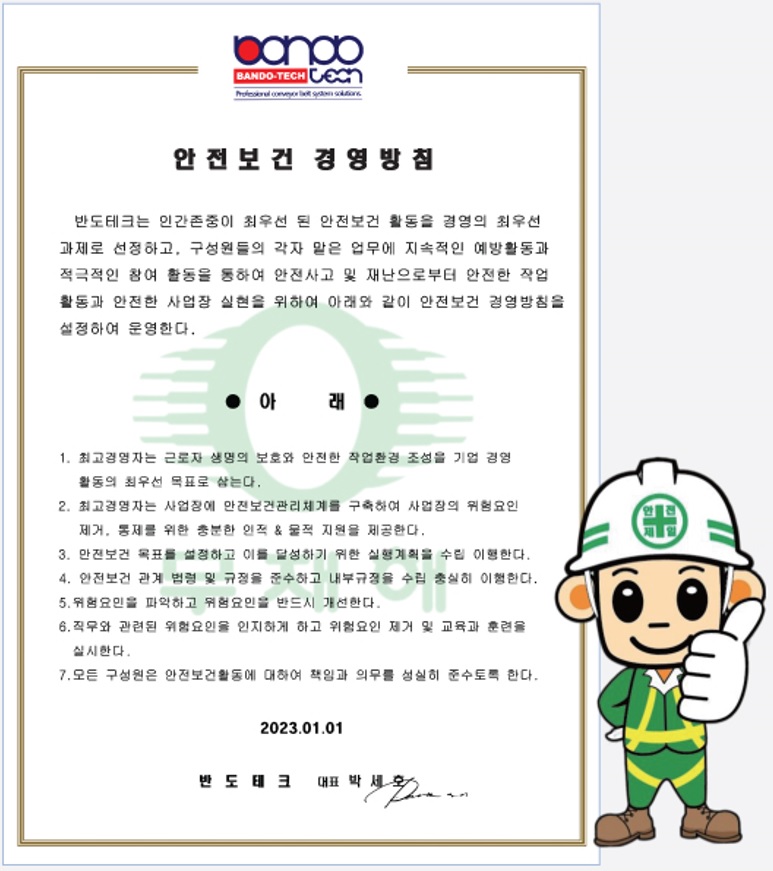 bando
BANDO-TECH tech
Professional conveyor belt system solutions
안전보건 경영방침
반도테크는 인간존중이 최우선 된 안전보건 활동을 경영의 최우선
과제로 선정하고, 구성원들의 각자 맡은 업무에 지속적인 예방활동과
적극적인 참여 활동을 통하여 안전사고 및 재난으로부터 안전한 작업
활동과 안전한 사업장 실현을 위하여 아래와 같이 안전보건 경영방침을
설정하여 운영한다.
● 아 래 ●
1. 최고경영자는 근로자 생명의 보호와 안전한 작업환경 조성을 기업 경영
활동의 최우선 목표로 삼는다.
2. 최고경영자는 사업장에 안전보건관리체계를 구축하여 사업장의 위험요인
제거, 통제를 위한 충분한 인적 & 물적 지원을 제공한다.
3. 안전보건 목표를 설정하고 이를 달성하기 위한 실행계획을 수립 이행한다.
4. 안전보건 관계 법령 및 규정을 준수하고 내부규정을 수립 충실히 이행한다.
5.위험요인을 파악하고 위험요인을 반드시 개선한다.
6.직무와 관련된 위험요인을 인지하게 하고 위험요인 제거 및 교육과 훈련을
실시한다.
7.모든 구성원은 안전보건활동에 대하여 책임과 의무를 성실히 준수토록 한다.
무재해
2023.01.01
반 도 테 크 대표 박 세 호
안전
제일